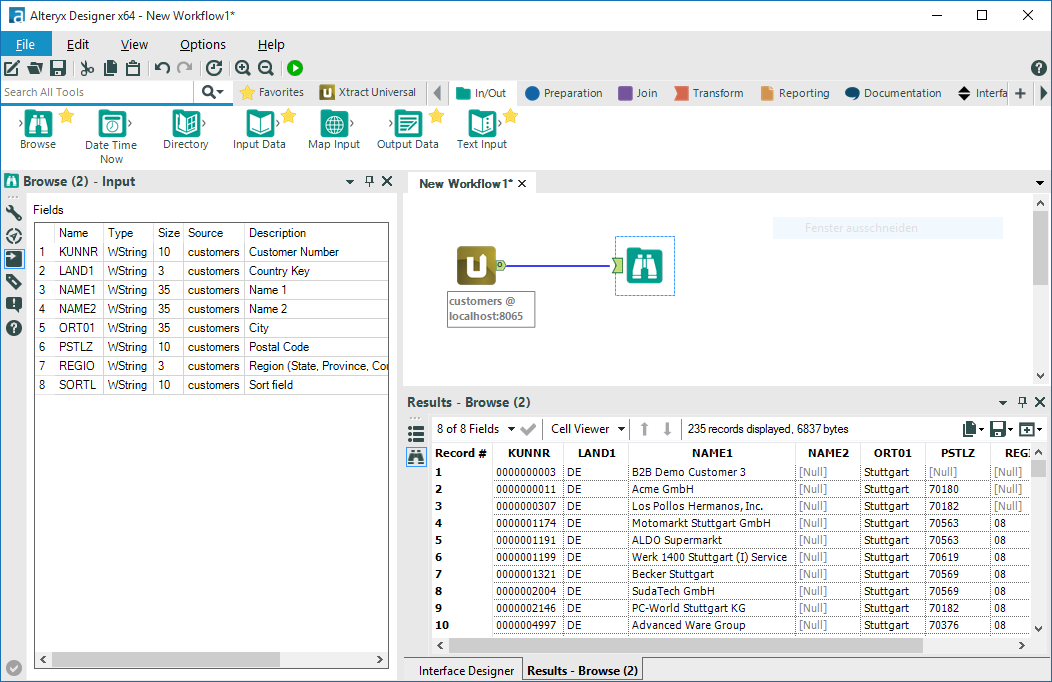 Alteryx Designer x64 - New Workflow1*
File Edit View Options Help
Search All Tools Favorites Xtract Universal In/Out Preparation Join Transform Reporting Documentation Interfa
Browse Date Time Now Directory Input Data Map Input Output Data Text Input
Browse (2) - Input
Fields
Name Type Size Source Description
1 KUNNR WString 10 customers Customer Number
2 LAND1 WString 3 customers Country Key
3 NAME1 WString 35 customers Name 1
4 NAME2 WString 35 customers Name 2
5 ORT01 WString 35 customers City
6 PSTLZ WString 10 customers Postal Code
7 REGIO WString 3 customers Region (State, Province, Cou
8 SORTL WString 10 customers Sort field
New Workflow1*
Fenster ausschneiden
U O
customers @
localhost:8065
Results - Browse (2)
8 of 8 Fields Cell Viewer 235 records displayed, 6837 bytes
Record # KUNNR LAND1 NAME1 NAME2 ORT01 PSTLZ REGI
1 0000000003 DE B2B Demo Customer 3 [Null] Stuttgart [Null] [Null]
2 0000000011 DE Acme GmbH [Null] Stuttgart 70180 [Null]
3 0000000307 DE Los Pollos Hermanos, Inc. [Null] Stuttgart 70182 [Null]
4 0000001174 DE Motomarkt Stuttgart GmbH [Null] Stuttgart 70563 08
5 0000001191 DE ALDO Supermarkt [Null] Stuttgart 70563 08
6 0000001199 DE Werk 1400 Stuttgart (I) Service [Null] Stuttgart 70619 08
7 0000001321 DE Becker Stuttgart [Null] Stuttgart 70569 08
8 0000002004 DE SudaTech GmbH [Null] Stuttgart 70569 08
9 0000002146 DE PC-World Stuttgart KG [Null] Stuttgart 70182 08
10 0000004997 DE Advanced Ware Group [Null] Stuttgart 70376 08
Interface Designer Results - Browse (2)